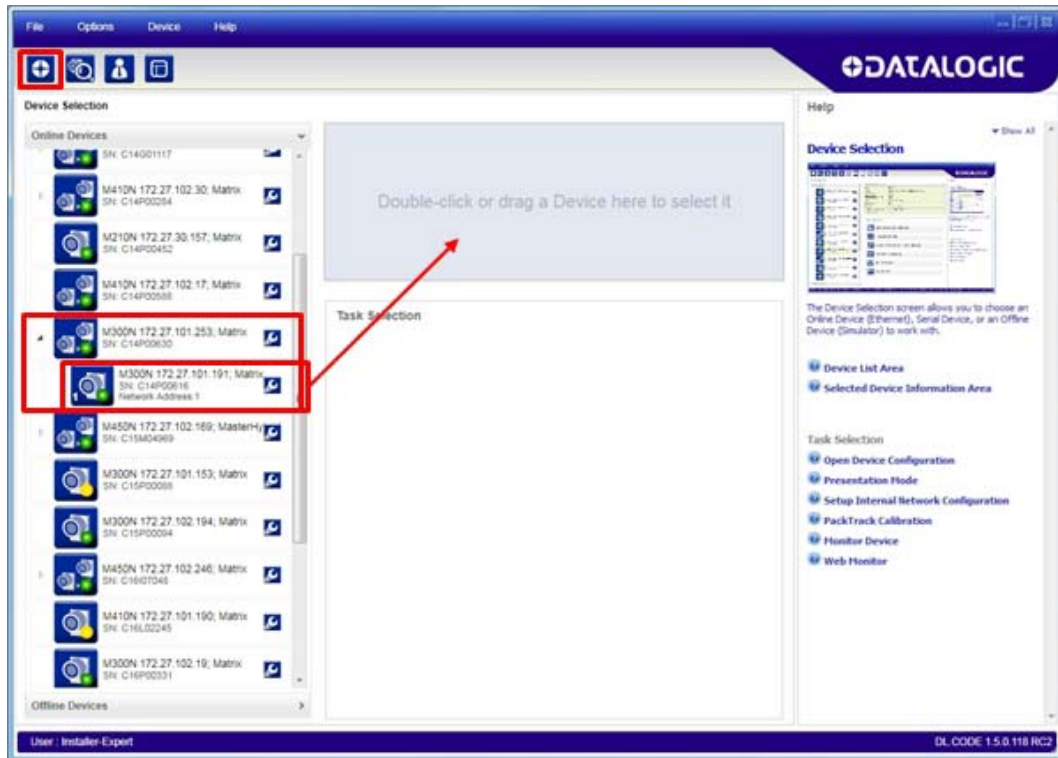 File Options Device Help
DATALOGIC
Device Selection
Online Devices
SN: C14G01117
M410N 172.27.102.30; Matrix
SN: C14P00284
M210N 172.27.30.157; Matrix
SN: C14P00452
M410N 172.27.102.17; Matrix
SN: C14P00588
M300N 172.27.101.253; Matrix
SN: C14P00630
M300N 172.27.101.191; Matrix
SN: C14P00616
Network Address:1
1
M450N 172.27.102.169; MasterHy
SN: C15M04969
M300N 172.27.101.153; Matrix
SN: C15P00088
M300N 172.27.102.194; Matrix
SN: C15P00094
M450N 172.27.102.246; Matrix
SN: C16I07046
M410N 172.27.101.190; Matrix
SN: C16L02245
M300N 172.27.102.19; Matrix
SN: C16P00331
Offline Devices
Double-click or drag a Device here to select it
Task Selection
Help
Show All
Device Selection
The Device Selection screen allows you to choose an
Online Device (Ethernet), Serial Device, or an Offline
Device (Simulator) to work with.
Device List Area
Selected Device Information Area
Task Selection
Open Device Configuration
Presentation Mode
Setup Internal Network Configuration
PackTrack Calibration
Monitor Device
Web Monitor
User : Installer-Expert
DL.CODE 1.5.0.118 RC2